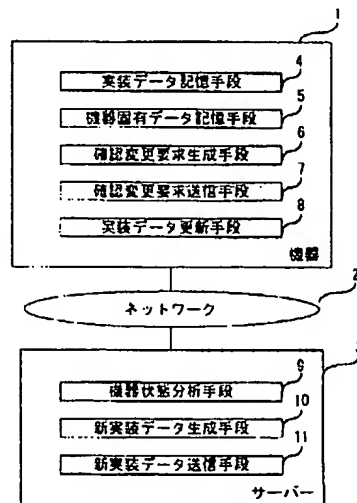 1
4
実装データ記憶手段
5
機器固有データ記憶手段
6
確認変更要求生成手段
7
確認変更要求送信手段
8
実装データ更新手段
機器
2
ネットワーク
9
機器状態分析手段
10
新実装データ生成手段
11
新実装データ送信手段
サーバー